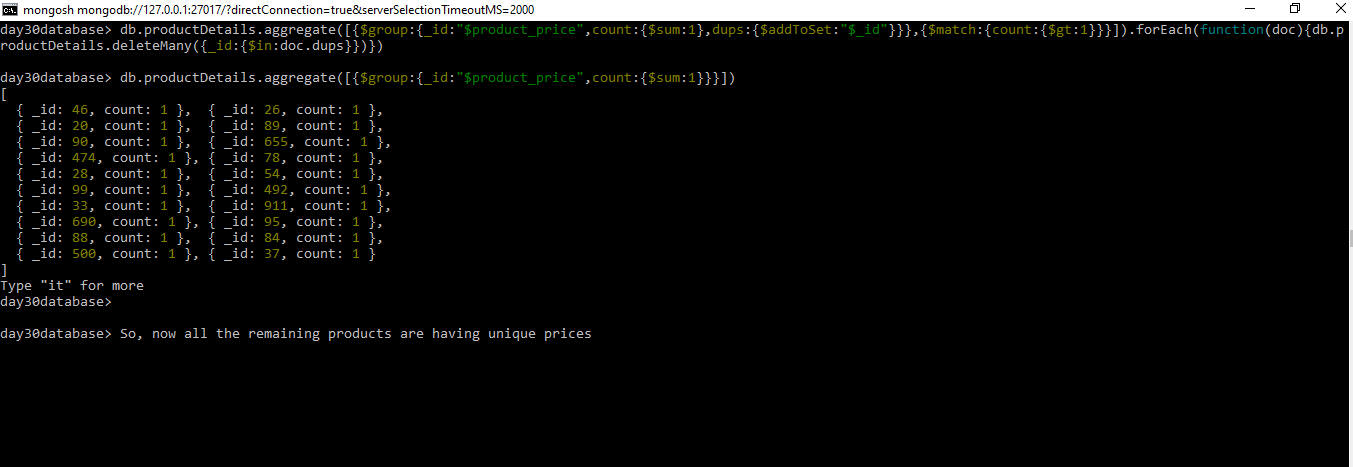 mongosh mongodb://127.0.0.1:27017/?directConnection=true&serverSelectionTimeoutMS=2000
day30database> db.productDetails.aggregate([{$group:{_id:"$product_price",count:{$sum:1},dups:{$addToSet:"$_id"}}},{$match:{count:{$gt:1}}}]).forEach(function(doc){db.p
roductDetails.deleteMany({_id:{$in:doc.dups}})})
day30database> db.productDetails.aggregate([{$group:{_id:"$product_price",count:{$sum:1}}}])
[
  { _id: 46, count: 1 },  { _id: 26, count: 1 },
  { _id: 20, count: 1 },  { _id: 89, count: 1 },
  { _id: 90, count: 1 },  { _id: 655, count: 1 },
  { _id: 474, count: 1 }, { _id: 78, count: 1 },
  { _id: 28, count: 1 },  { _id: 54, count: 1 },
  { _id: 99, count: 1 },  { _id: 492, count: 1 },
  { _id: 33, count: 1 },  { _id: 911, count: 1 },
  { _id: 690, count: 1 }, { _id: 95, count: 1 },
  { _id: 88, count: 1 },  { _id: 84, count: 1 },
  { _id: 500, count: 1 }, { _id: 37, count: 1 }
]
Type "it" for more
day30database>
day30database> So, now all the remaining products are having unique prices